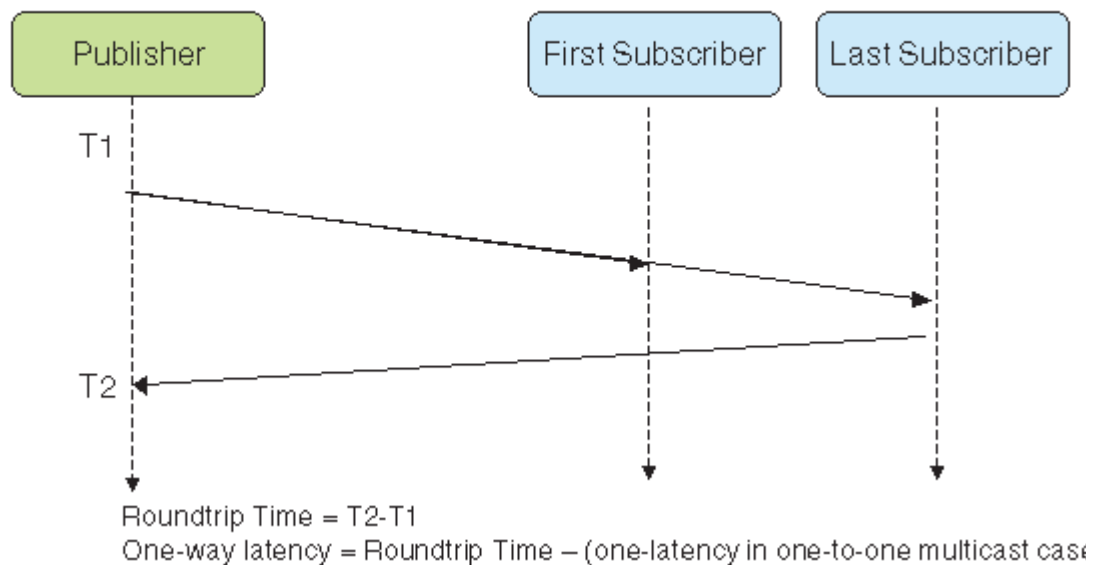 Publisher
First Subscriber
Last Subscriber
T1
T2
Roundtrip Time = T2-T1
One-way latency = Roundtrip Time – (one-latency in one-to-one multicast case